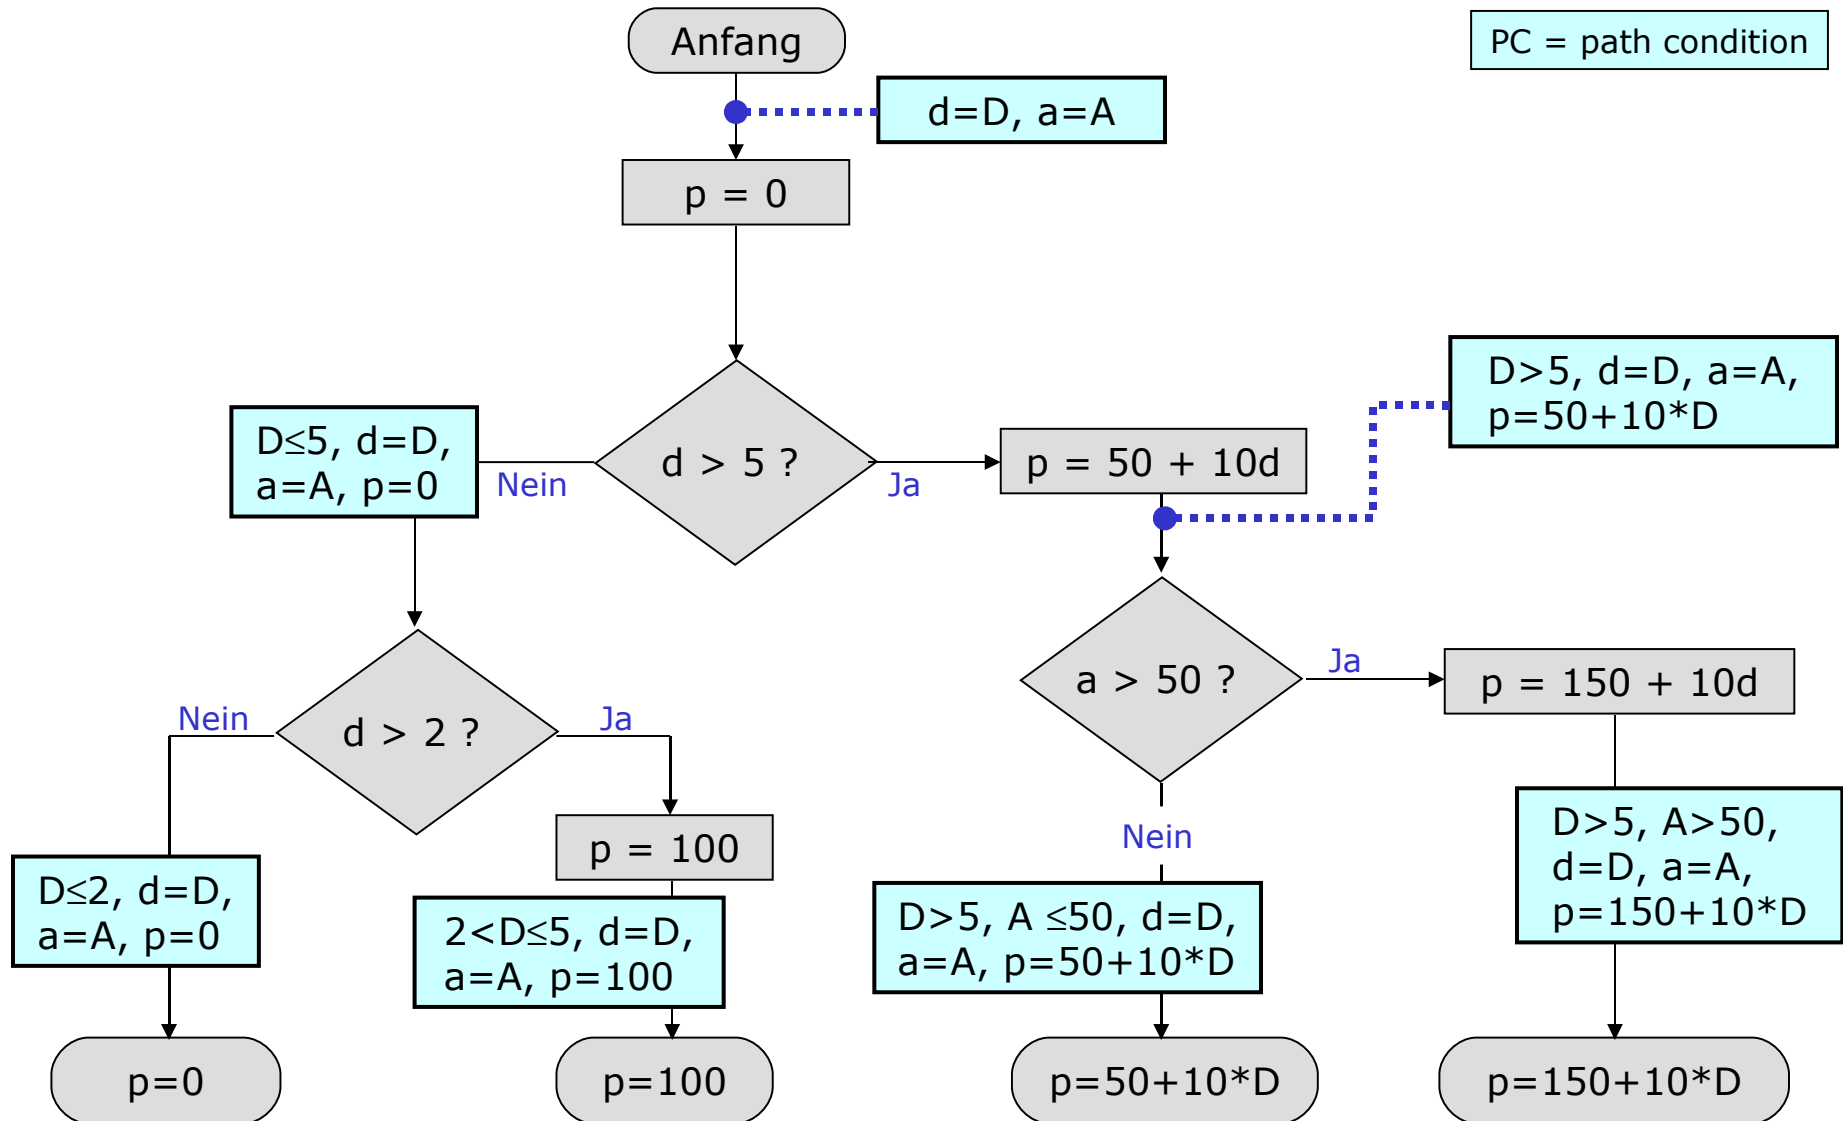 Anfang
PC = path condition
d=D, a=A
p = 0
D>5, d=D, a=A,
p=50+10*D
D≤5, d=D,
a=A, p=0
Nein
d > 5 ?
Ja
p = 50 + 10d
Nein
d > 2 ?
Ja
a > 50 ?
Ja
p = 150 + 10d
p = 100
Nein
D≤2, d=D,
a=A, p=0
2<D≤5, d=D,
a=A, p=100
D>5, A ≤50, d=D,
a=A, p=50+10*D
D>5, A>50,
d=D, a=A,
p=150+10*D
p=0
p=100
p=50+10*D
p=150+10*D